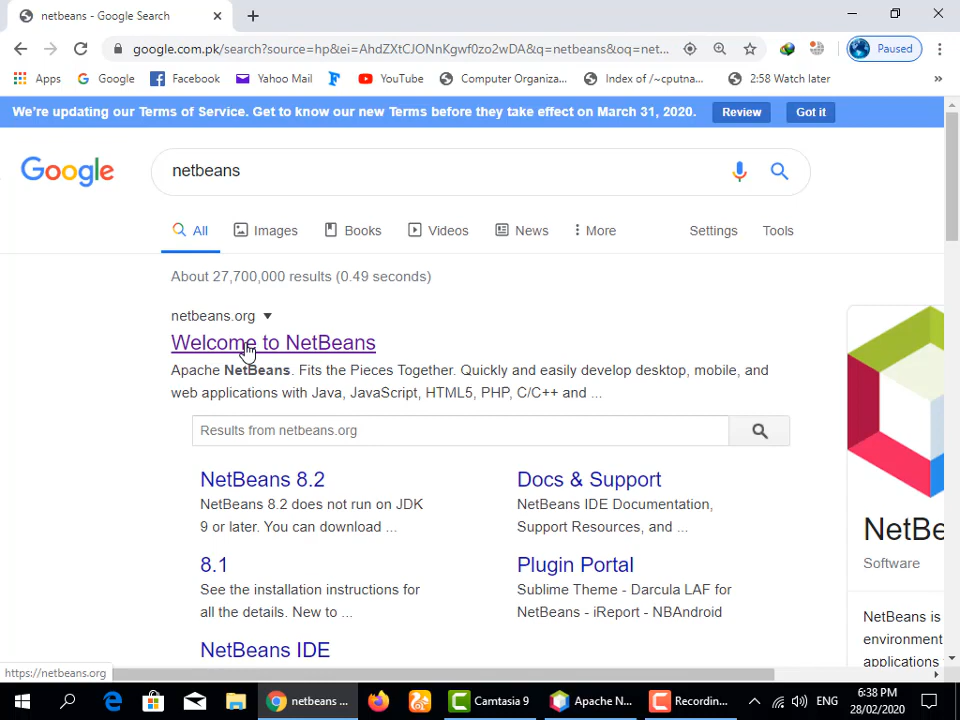 netbeans - Google Search
google.com.pk/search?source=hp&ei=AhdZXtCJONnKgwf0zo2wDA&q=netbeans&oq=net...
Paused
Apps Google Facebook Yahoo Mail YouTube Computer Organiza... Index of /~cputna... 2:58 Watch later »
We're updating our Terms of Service. Get to know our new Terms before they take effect on March 31, 2020. Review Got it
Google netbeans
All Images Books Videos News More Settings Tools
About 27,700,000 results (0.49 seconds)
netbeans.org
Welcome to NetBeans
Apache NetBeans. Fits the Pieces Together. Quickly and easily develop desktop, mobile, and
web applications with Java, JavaScript, HTML5, PHP, C/C++ and ...
Results from netbeans.org
NetBeans 8.2
NetBeans 8.2 does not run on JDK
9 or later. You can download ...
Docs & Support
NetBeans IDE Documentation,
Support Resources, and ...
8.1
See the installation instructions for
all the details. New to ...
Plugin Portal
Sublime Theme - Darcula LAF for
NetBeans - iReport - NBAndroid
NetBeans IDE
NetBe
Software
NetBeans is
environment
applications
https://netbeans.org
netbeans ... Camtasia 9 Apache N... Recording... ENG
6:38 PM
28/02/2020